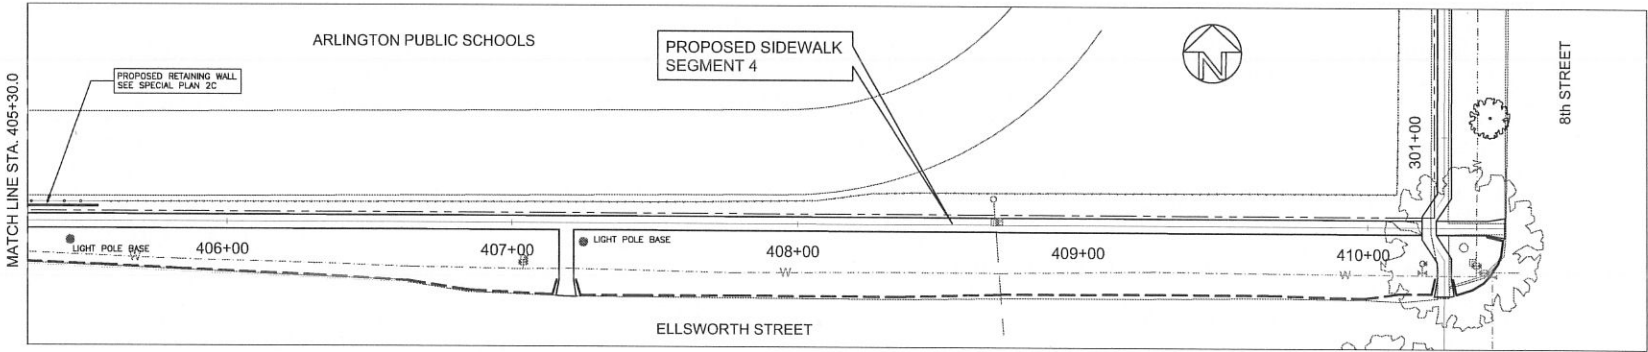 ARLINGTON PUBLIC SCHOOLS
PROPOSED SIDEWALK
SEGMENT 4
N
PROPOSED RETAINING WALL
SEE SPECIAL PLAN 2C
MATCH LINE STA. 405+30.0
8th STREET
301+00
W
LIGHT POLE BASE
406+00
407+00
LIGHT POLE BASE
408+00
409+00
410+00
W
W
W
ELLSWORTH STREET